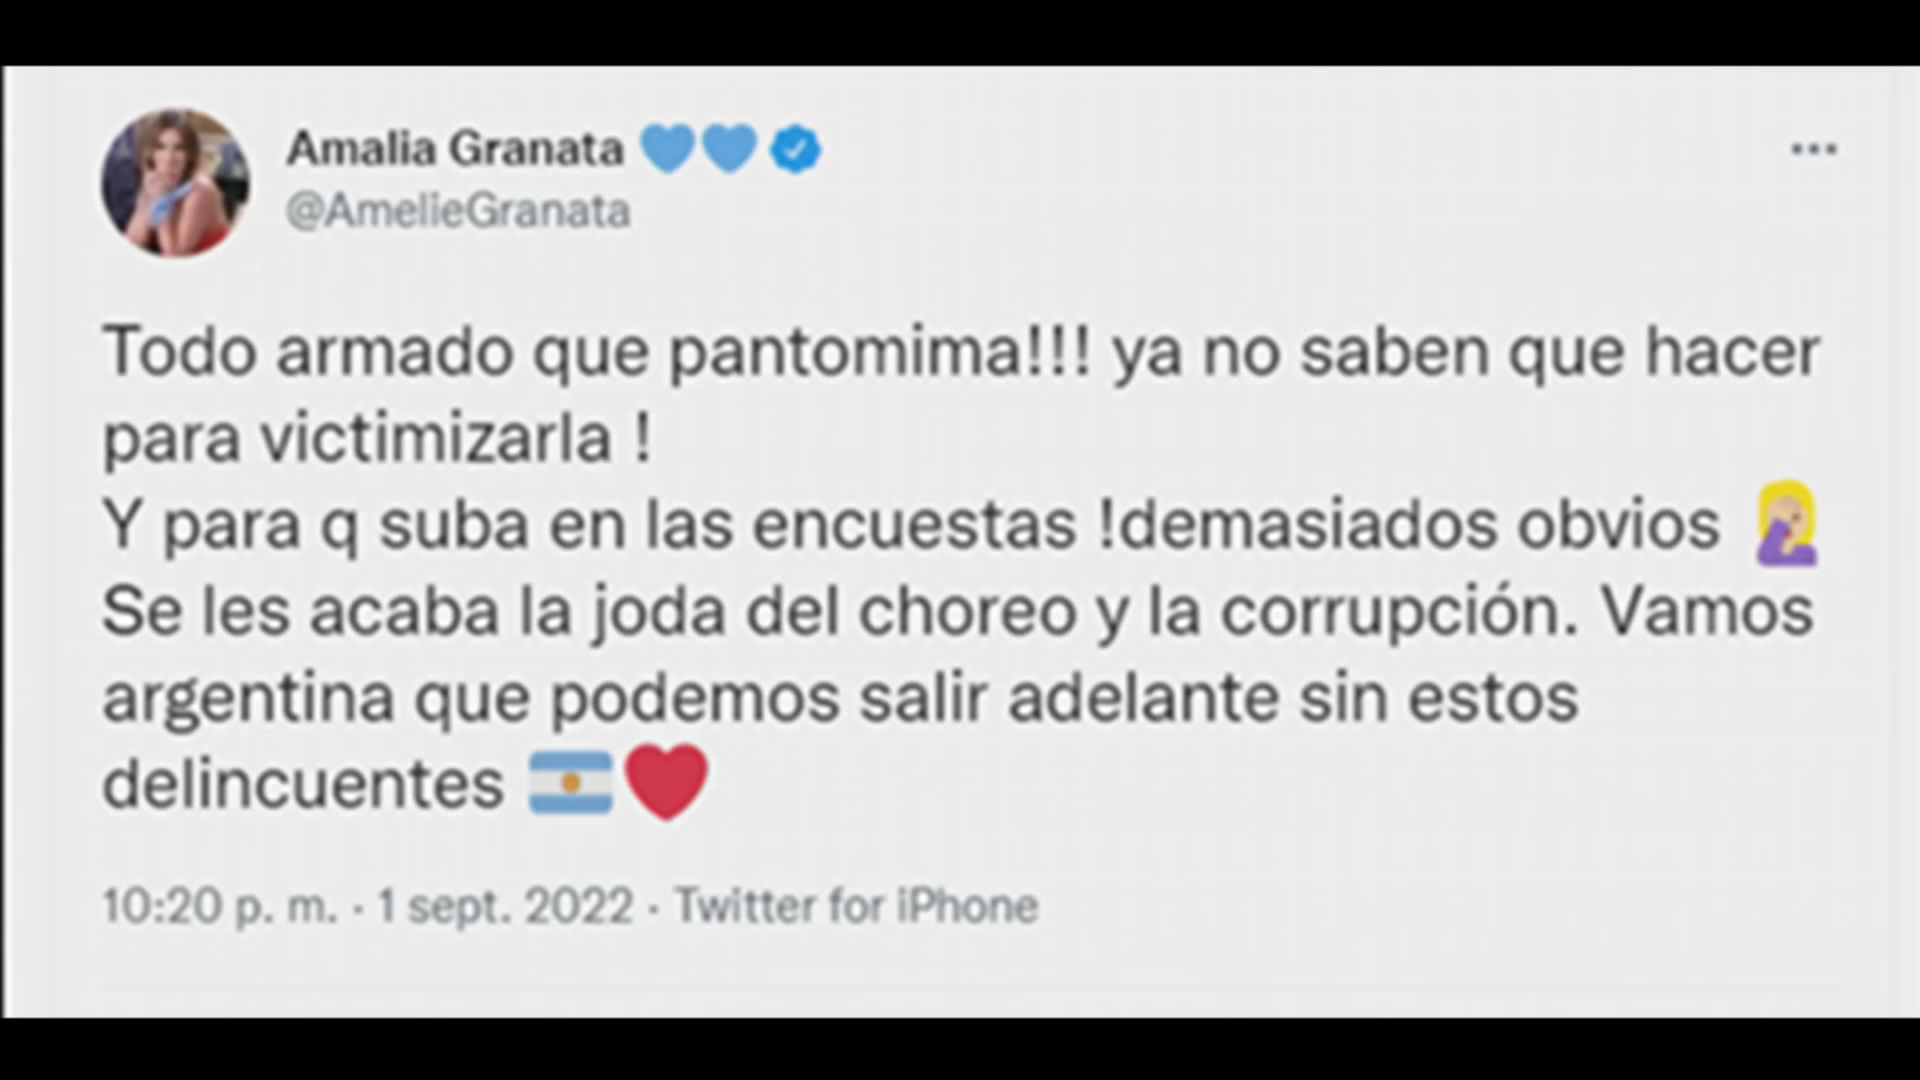 Amalia Granata 💙💙
@AmelieGranata
Todo armado que pantomima!!! ya no saben que hacer
para victimizarla !
Y para q suba en las encuestas !demasiados obvios 🤦🏼‍♀️
Se les acaba la joda del choreo y la corrupción. Vamos
argentina que podemos salir adelante sin estos
delincuentes 🇦🇷❤️
10:20 p. m. · 1 sept. 2022 · Twitter for iPhone